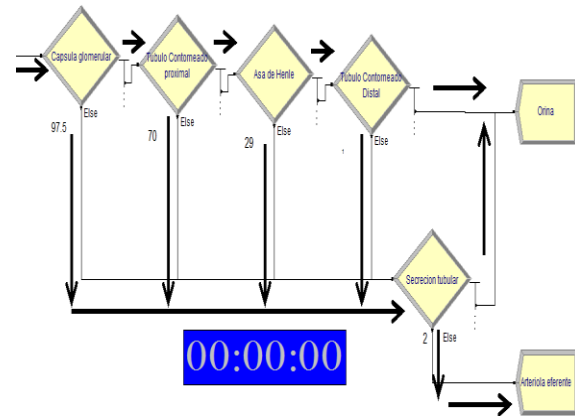 Capsula glomerular
Tubulo Contorneado
proximal
Asa de Henle
Tubulo Contorneado
Distal
Orina
Else
97.5
Else
70
Else
29
Else
1
Secrecion tubular
2
Else
Arteriola eferente
00:00:00